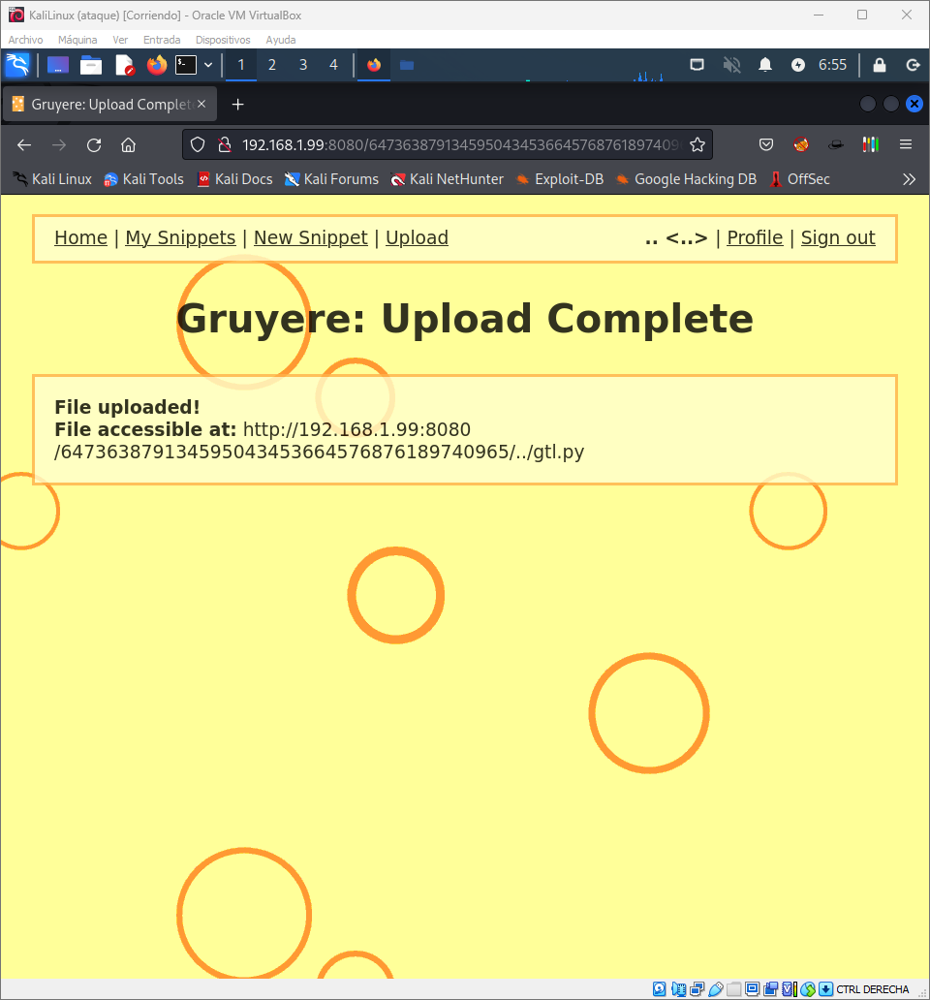 KaliLinux (ataque) [Corriendo] - Oracle VM VirtualBox
Archivo Máquina Ver Entrada Dispositivos Ayuda
1 2 3 4 6:55
Gruyere: Upload Complet
192.168.1.99:8080/647363879134595043453664576876189740965
Kali Linux Kali Tools Kali Docs Kali Forums Kali NetHunter Exploit-DB Google Hacking DB OffSec
Home | My Snippets | New Snippet | Upload .. <..> | Profile | Sign out
Gruyere: Upload Complete
File uploaded!
File accessible at: http://192.168.1.99:8080
/647363879134595043453664576876189740965/../gtl.py
CTRL DERECHA